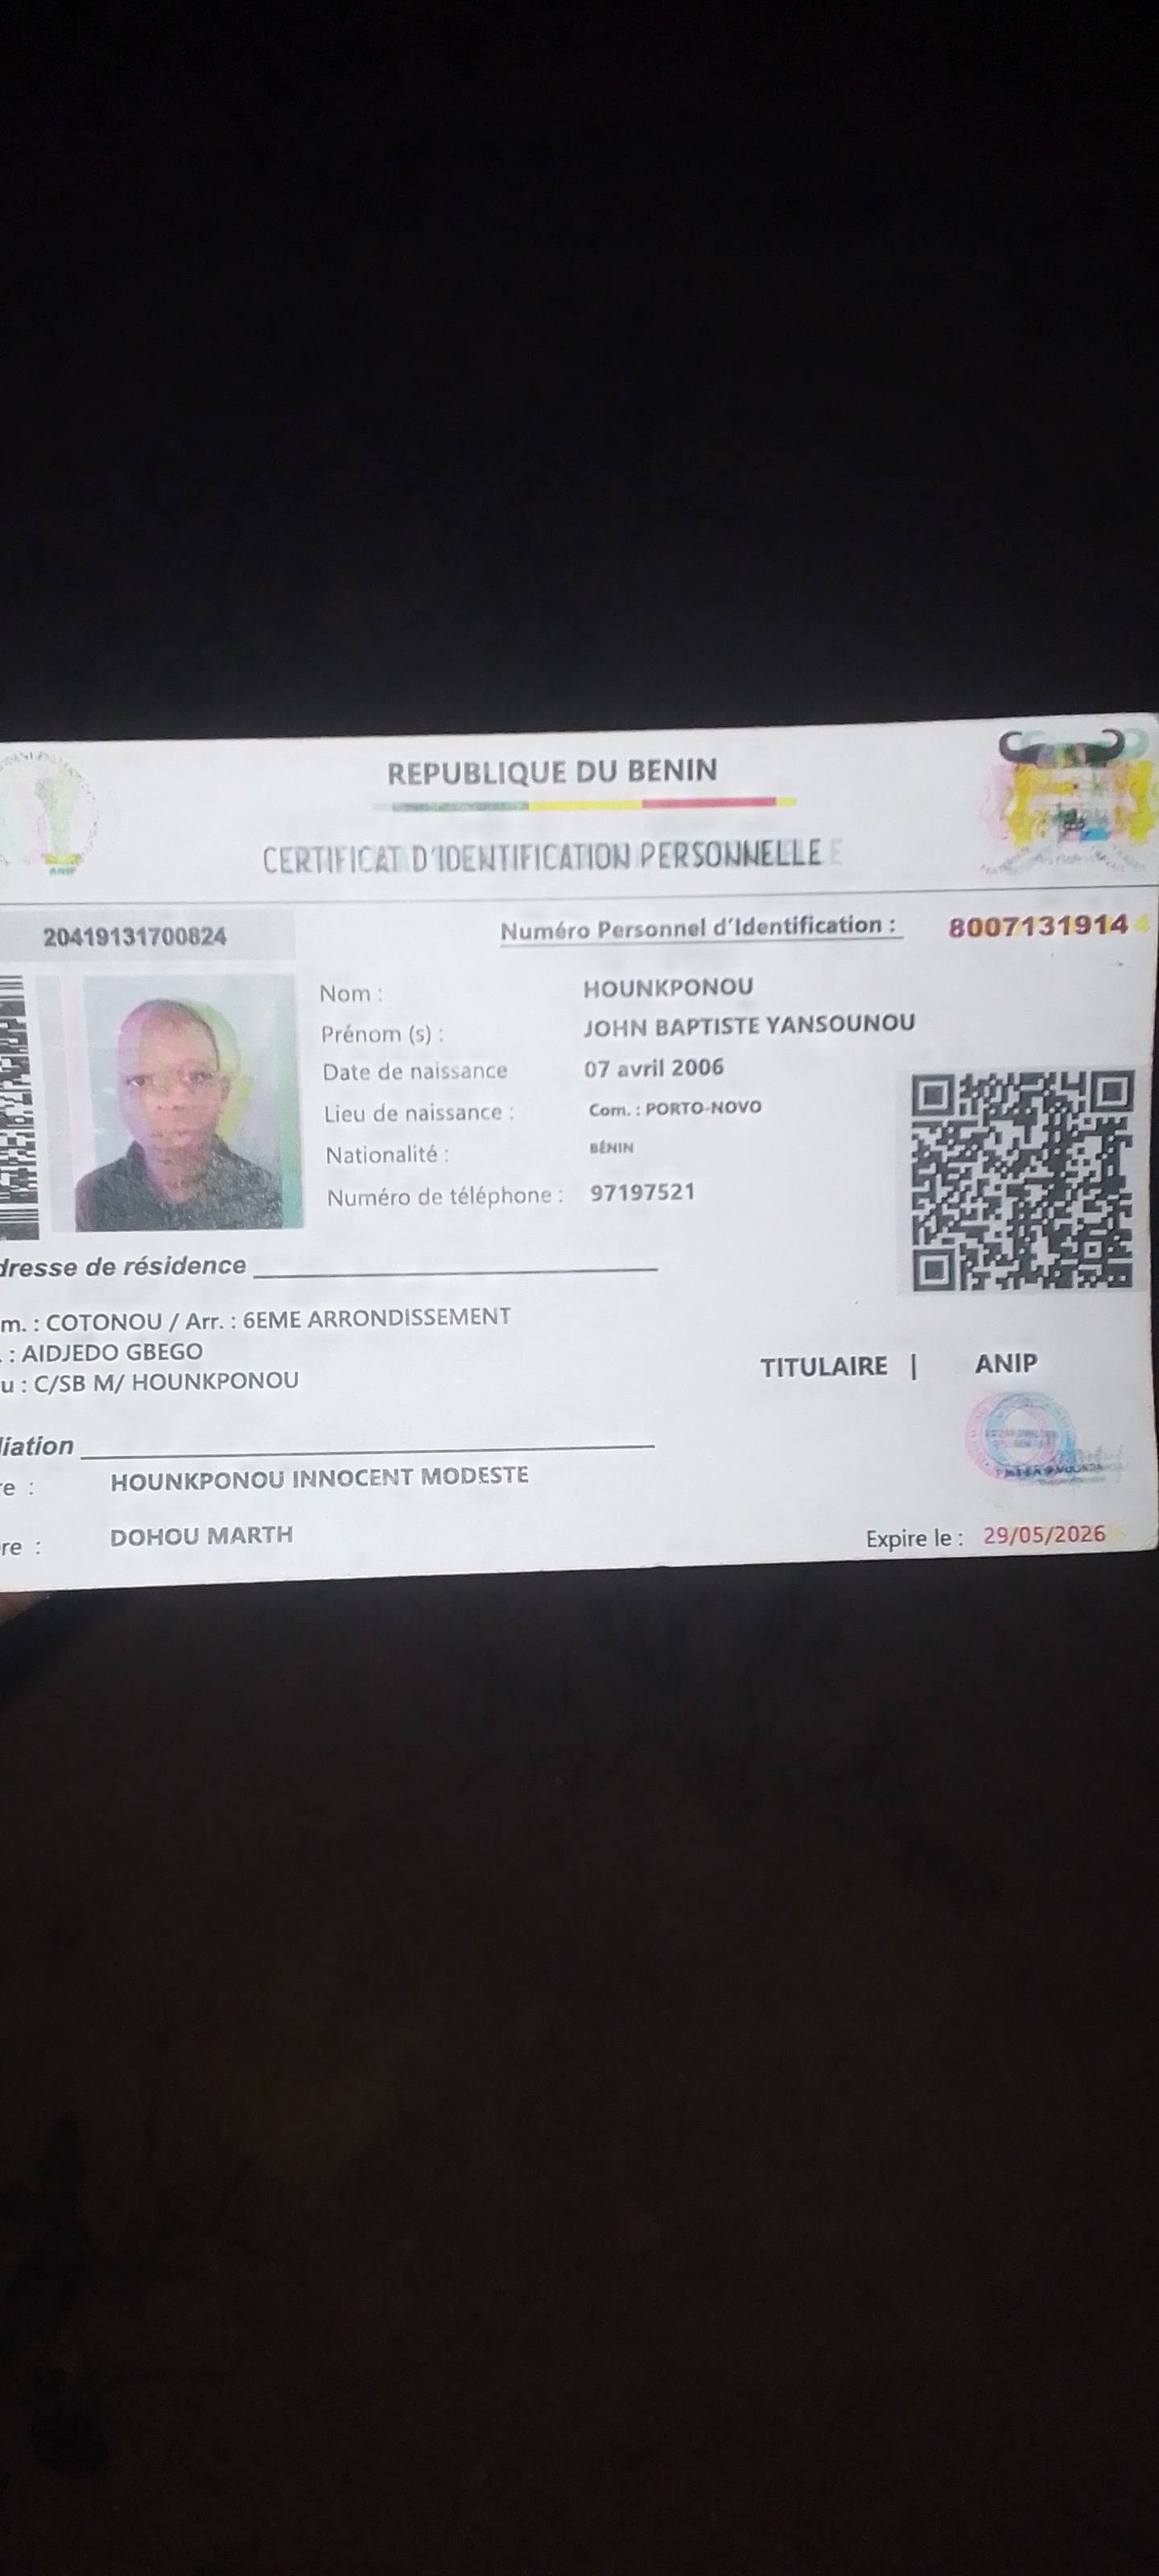 REPUBLIQUE DU BENIN
CERTIFICAT D'IDENTIFICATION PERSONNELLE
ANIP
20419131700824
Numéro Personnel d'Identification : 8007131914
Nom : HOUNKPONOU
Prénom (s) : JOHN BAPTISTE YANSOUNOU
Date de naissance 07 avril 2006
Lieu de naissance : Com. : PORTO-NOVO
Nationalité : BÉNIN
Numéro de téléphone : 97197521
dresse de résidence
m. : COTONOU / Arr. : 6EME ARRONDISSEMENT
. : AIDJEDO GBEGO
u : C/SB M/ HOUNKPONOU
TITULAIRE | ANIP
liation
re : HOUNKPONOU INNOCENT MODESTE
re : DOHOU MARTH
Expire le : 29/05/2026